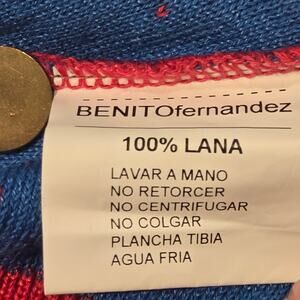 BENITOfernandez
100% LANA
LAVAR A MANO
NO RETORCER
NO CENTRIFUGAR
NO COLGAR
PLANCHA TIBIA
AGUA FRIA